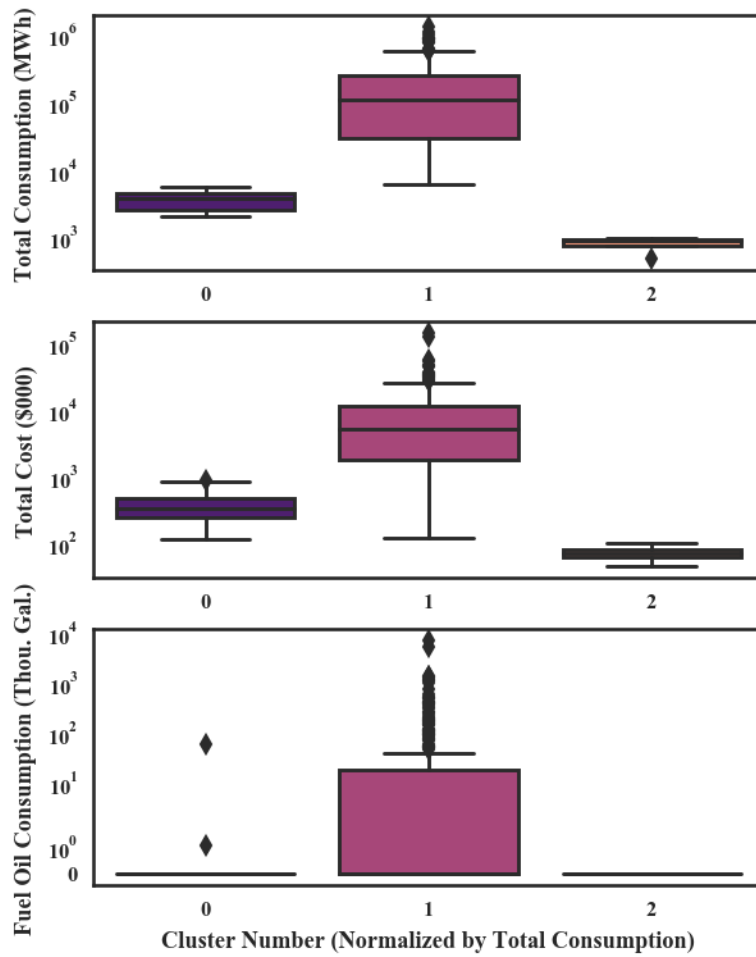 Total Consumption (MWh)
10^6
10^5
10^4
10^3
0 1 2
Total Cost ($000)
10^5
10^4
10^3
10^2
0 1 2
Fuel Oil Consumption (Thou. Gal.)
10^4
10^3
10^2
10^1
10^0
0
0 1 2
Cluster Number (Normalized by Total Consumption)